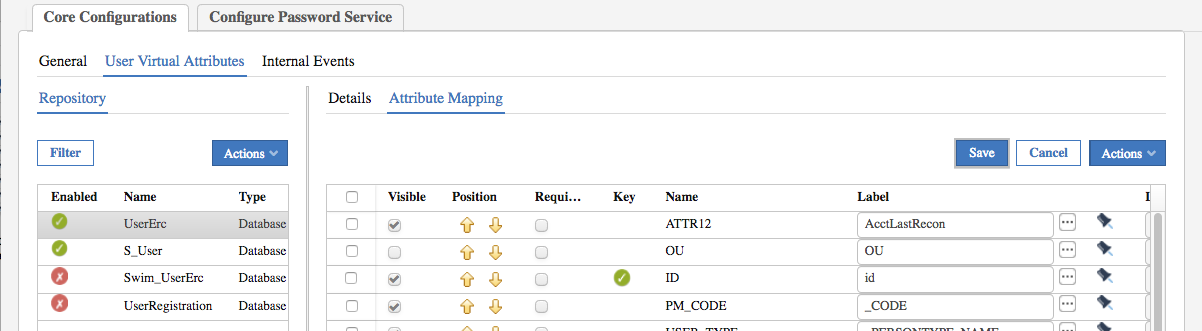 Core Configurations Configure Password Service
General User Virtual Attributes Internal Events
Repository Details Attribute Mapping
Filter Actions Save Cancel Actions
Enabled Name Type Visible Position Requi... Key Name Label
UserErc Database ATTR12 AcctLastRecon
S_User Database OU OU
Swim_UserErc Database ID id
UserRegistration Database PM_CODE _CODE